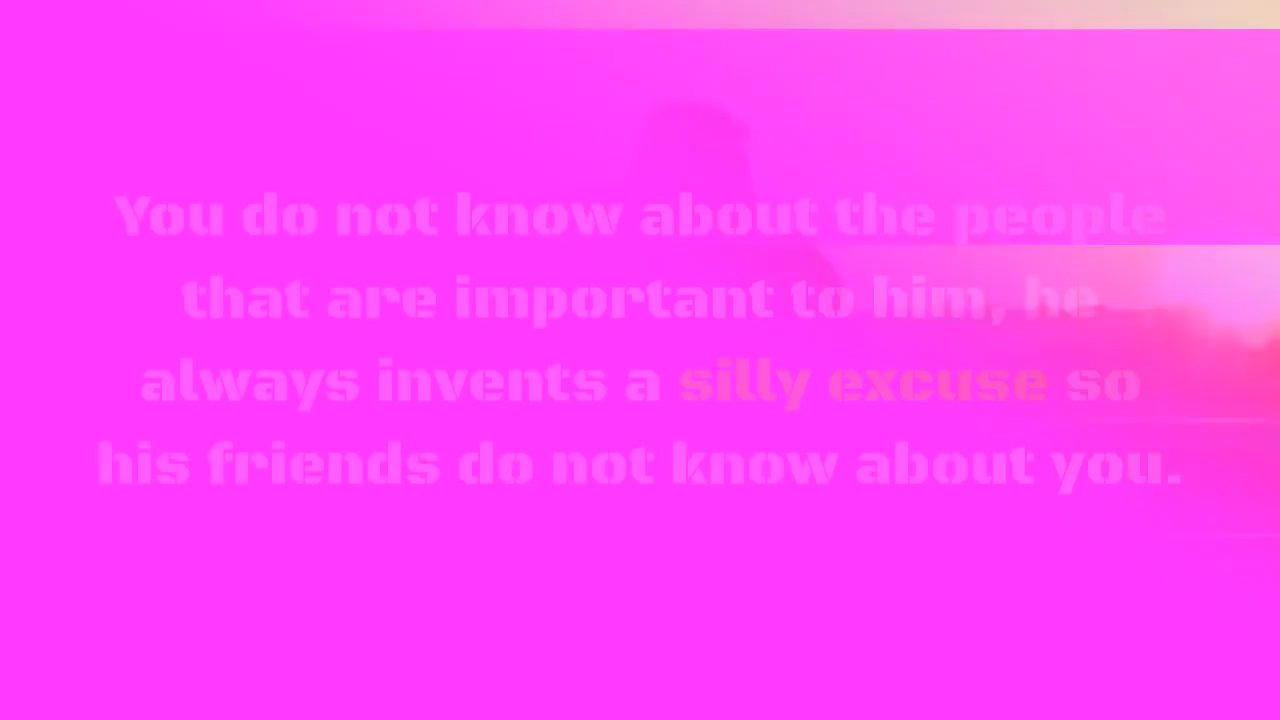 You do not know about the people
that are important to him, he
always invents a silly excuse so
his friends do not know about you.